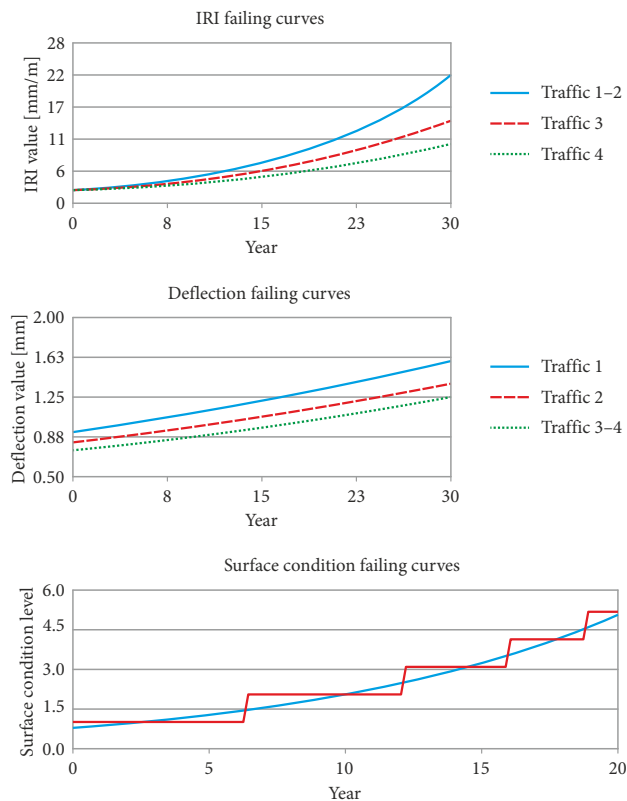 IRI failing curves
IRI value [mm/m]
28
22
17
11
6
0
0 8 15 23 30
Year
Traffic 1–2
Traffic 3
Traffic 4
Deflection failing curves
Deflection value [mm]
2.00
1.63
1.25
0.88
0.50
0 8 15 23 30
Year
Traffic 1
Traffic 2
Traffic 3–4
Surface condition failing curves
Surface condition level
6.0
4.5
3.0
1.5
0.0
0 5 10 15 20
Year